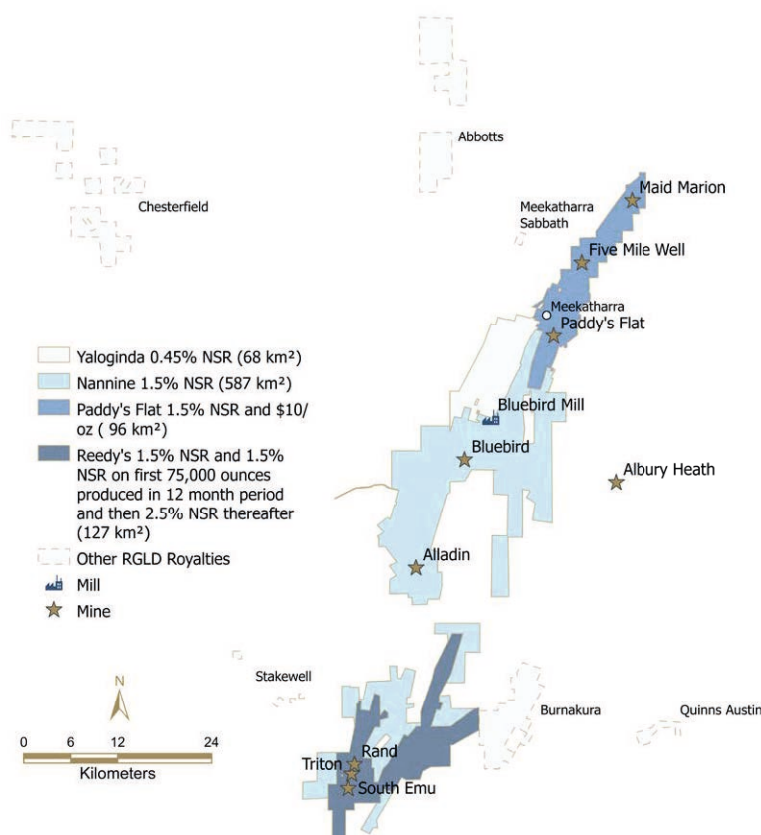 Abbotts
Chesterfield
Maid Marion
Meekatharra
Sabbath
Five Mile Well
Meekatharra
Paddy's Flat
Yaloginda 0.45% NSR (68 km²)
Nannine 1.5% NSR (587 km²)
Paddy's Flat 1.5% NSR and $10/
oz ( 96 km²)
Reedy's 1.5% NSR and 1.5%
NSR on first 75,000 ounces
produced in 12 month period
and then 2.5% NSR thereafter
(127 km²)
Other RGLD Royalties
Mill
Mine
Bluebird Mill
Bluebird
Albury Heath
Alladin
Stakewell
Burnakura
Quinns Austin
N
0 6 12 24
Kilometers
Rand
Triton
South Emu